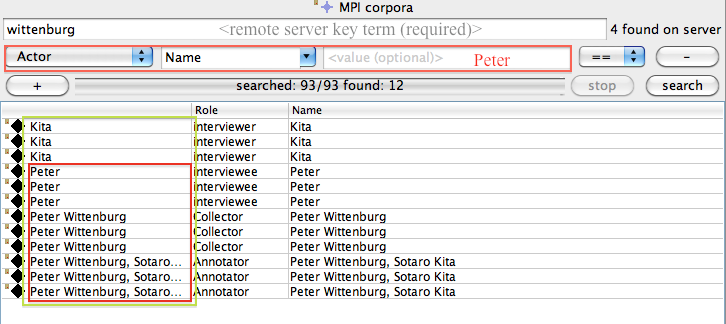 MPI corpora
wittenburg <remote server key term (required)> 4 found on server
Actor Name <value (optional)> Peter == -
+ searched: 93/93 found: 12 stop search
Role Name
Kita interviewer Kita
Kita interviewer Kita
Kita interviewer Kita
Peter interviewee Peter
Peter interviewee Peter
Peter interviewee Peter
Peter Wittenburg Collector Peter Wittenburg
Peter Wittenburg Collector Peter Wittenburg
Peter Wittenburg Collector Peter Wittenburg
Peter Wittenburg, Sotaro... Annotator Peter Wittenburg, Sotaro Kita
Peter Wittenburg, Sotaro... Annotator Peter Wittenburg, Sotaro Kita
Peter Wittenburg, Sotaro... Annotator Peter Wittenburg, Sotaro Kita